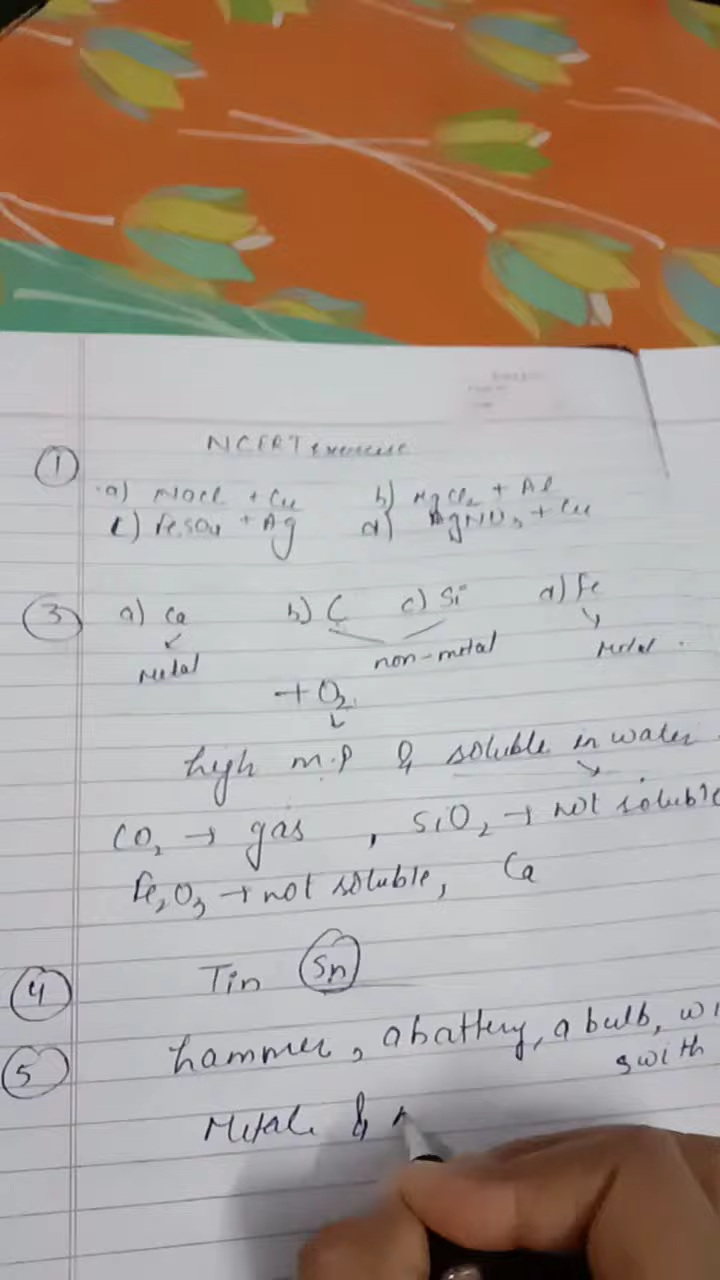 NCERT Exercise
① a) NaCl + Cu b) MgCl₂ + Al
c) FeSO₄ + Ag d) AgNO₃ + Cu
③ a) Ca b) C c) Si d) Fe
Metal non-metal Metal.
+ O₂
high m.p & soluble in water.
CO₂ → gas, SiO₂ → not soluble
Fe₂O₃ → not soluble, Ca
④ Tin Sn
⑤ hammer, a battery, a bulb, wi
swith
Metals &